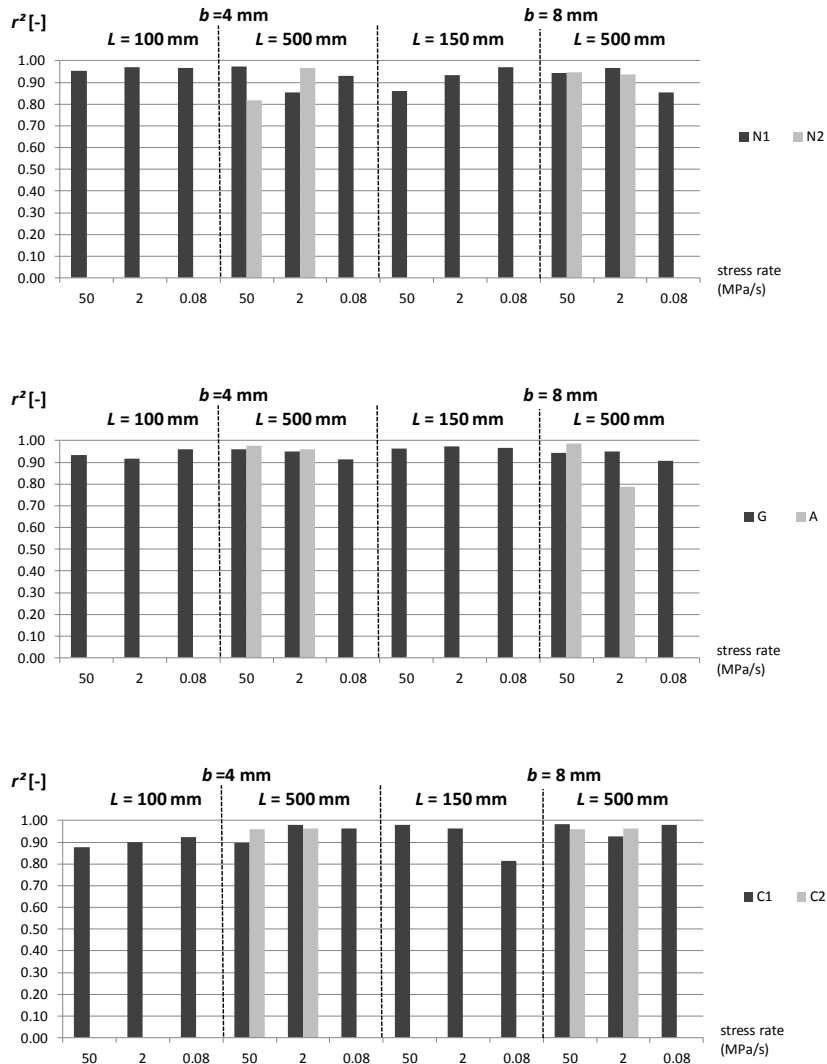 b =4 mm b = 8 mm
r² [-]
L = 100 mm L = 500 mm L = 150 mm L = 500 mm
1.00
0.90
0.80
0.70
0.60
0.50
0.40
0.30
0.20
0.10
0.00
N1 N2
stress rate
(MPa/s)
50 2 0.08 50 2 0.08 50 2 0.08 50 2 0.08
b =4 mm b = 8 mm
r² [-]
L = 100 mm L = 500 mm L = 150 mm L = 500 mm
1.00
0.90
0.80
0.70
0.60
0.50
0.40
0.30
0.20
0.10
0.00
G A
stress rate
(MPa/s)
50 2 0.08 50 2 0.08 50 2 0.08 50 2 0.08
b =4 mm b = 8 mm
r² [-]
L = 100 mm L = 500 mm L = 150 mm L = 500 mm
1.00
0.90
0.80
0.70
0.60
0.50
0.40
0.30
0.20
0.10
0.00
C1 C2
stress rate
(MPa/s)
50 2 0.08 50 2 0.08 50 2 0.08 50 2 0.08